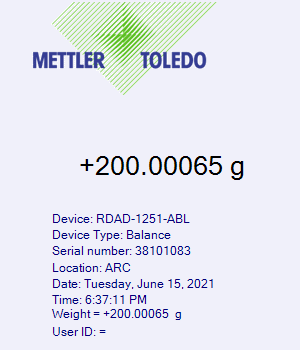 METTLER TOLEDO
+200.00065 g
Device: RDAD-1251-ABL
Device Type: Balance
Serial number: 38101083
Location: ARC
Date: Tuesday, June 15, 2021
Time: 6:37:11 PM
Weight = +200.00065 g
User ID: =